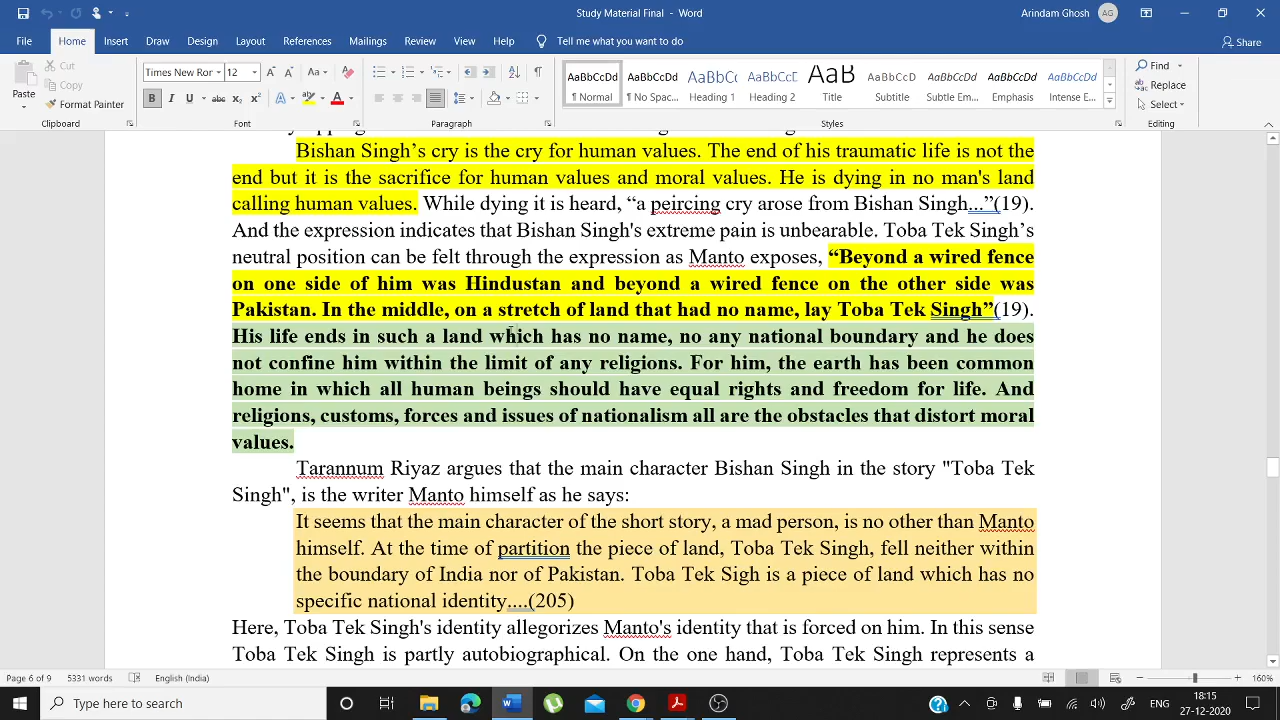 Study Material Final - Word
Arindam Ghosh AG
File Home Insert Draw Design Layout References Mailings Review View Help Tell me what you want to do Share
Paste
Cut
Copy
Format Painter
Times New Ror 12
Aa
AaBbCcDd AaBbCcDd AaBbCc AaBbCcE AaB AaBbCcD AaBbCcDd AaBbCcDd AaBbCcDd
¶ Normal ¶ No Spac... Heading 1 Heading 2 Title Subtitle Subtle Em... Emphasis Intense E...
Find
Replace
Select
Clipboard Font Paragraph Styles Editing
Bishan Singh’s cry is the cry for human values. The end of his traumatic life is not the
end but it is the sacrifice for human values and moral values. He is dying in no man's land
calling human values. While dying it is heard, “a peircing cry arose from Bishan Singh...”(19).
And the expression indicates that Bishan Singh's extreme pain is unbearable. Toba Tek Singh’s
neutral position can be felt through the expression as Manto exposes, “Beyond a wired fence
on one side of him was Hindustan and beyond a wired fence on the other side was
Pakistan. In the middle, on a stretch of land that had no name, lay Toba Tek Singh”(19).
His life ends in such a land which has no name, no any national boundary and he does
not confine him within the limit of any religions. For him, the earth has been common
home in which all human beings should have equal rights and freedom for life. And
religions, customs, forces and issues of nationalism all are the obstacles that distort moral
values.
Tarannum Riyaz argues that the main character Bishan Singh in the story "Toba Tek
Singh", is the writer Manto himself as he says:
It seems that the main character of the short story, a mad person, is no other than Manto
himself. At the time of partition the piece of land, Toba Tek Singh, fell neither within
the boundary of India nor of Pakistan. Toba Tek Sigh is a piece of land which has no
specific national identity....(205)
Here, Toba Tek Singh's identity allegorizes Manto's identity that is forced on him. In this sense
Toba Tek Singh is partly autobiographical. On the one hand, Toba Tek Singh represents a
Page 6 of 9 5331 words English (India) 160%
Type here to search
ENG
18:15
27-12-2020